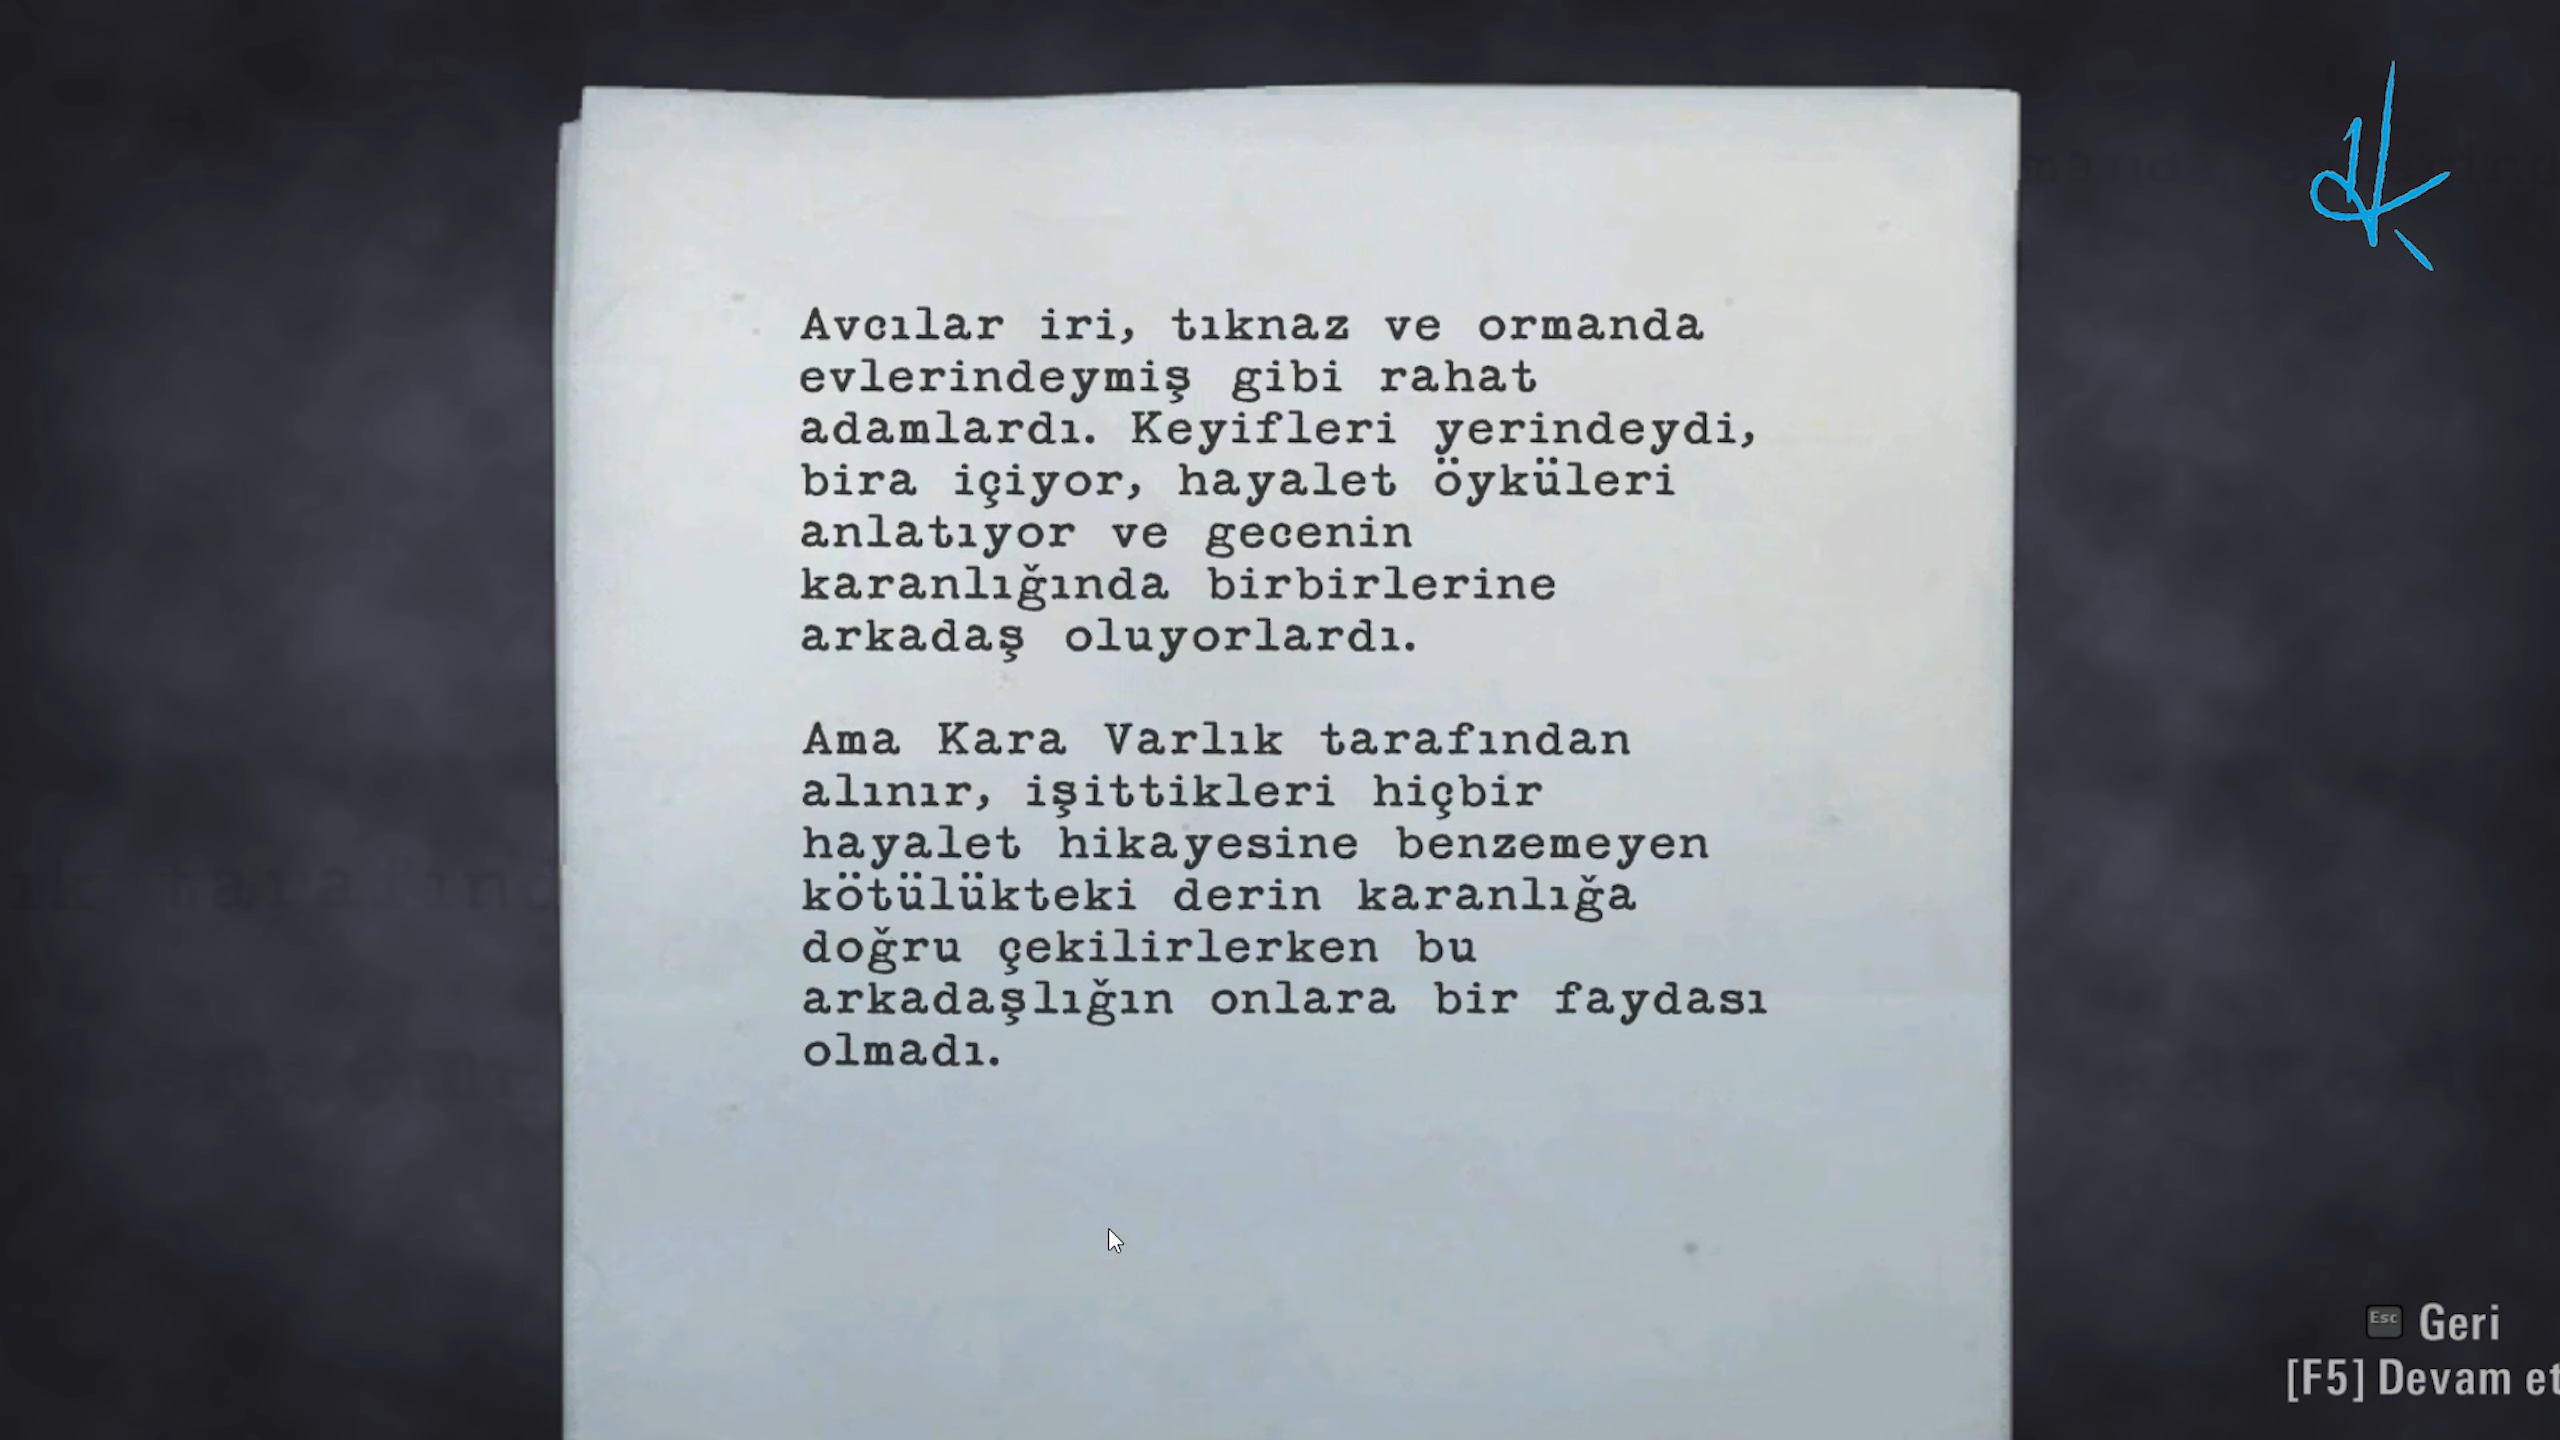 Avcılar iri, tıknaz ve ormanda
evlerindeymiş gibi rahat
adamlardı. Keyifleri yerindeydi,
bira içiyor, hayalet öyküleri
anlatıyor ve gecenin
karanlığında birbirlerine
arkadaş oluyorlardı.
Ama Kara Varlık tarafından
alınır, işittikleri hiçbir
hayalet hikayesine benzemeyen
kötülükteki derin karanlığa
doğru çekilirlerken bu
arkadaşlığın onlara bir faydası
olmadı.
Esc Geri
[F5] Devam et